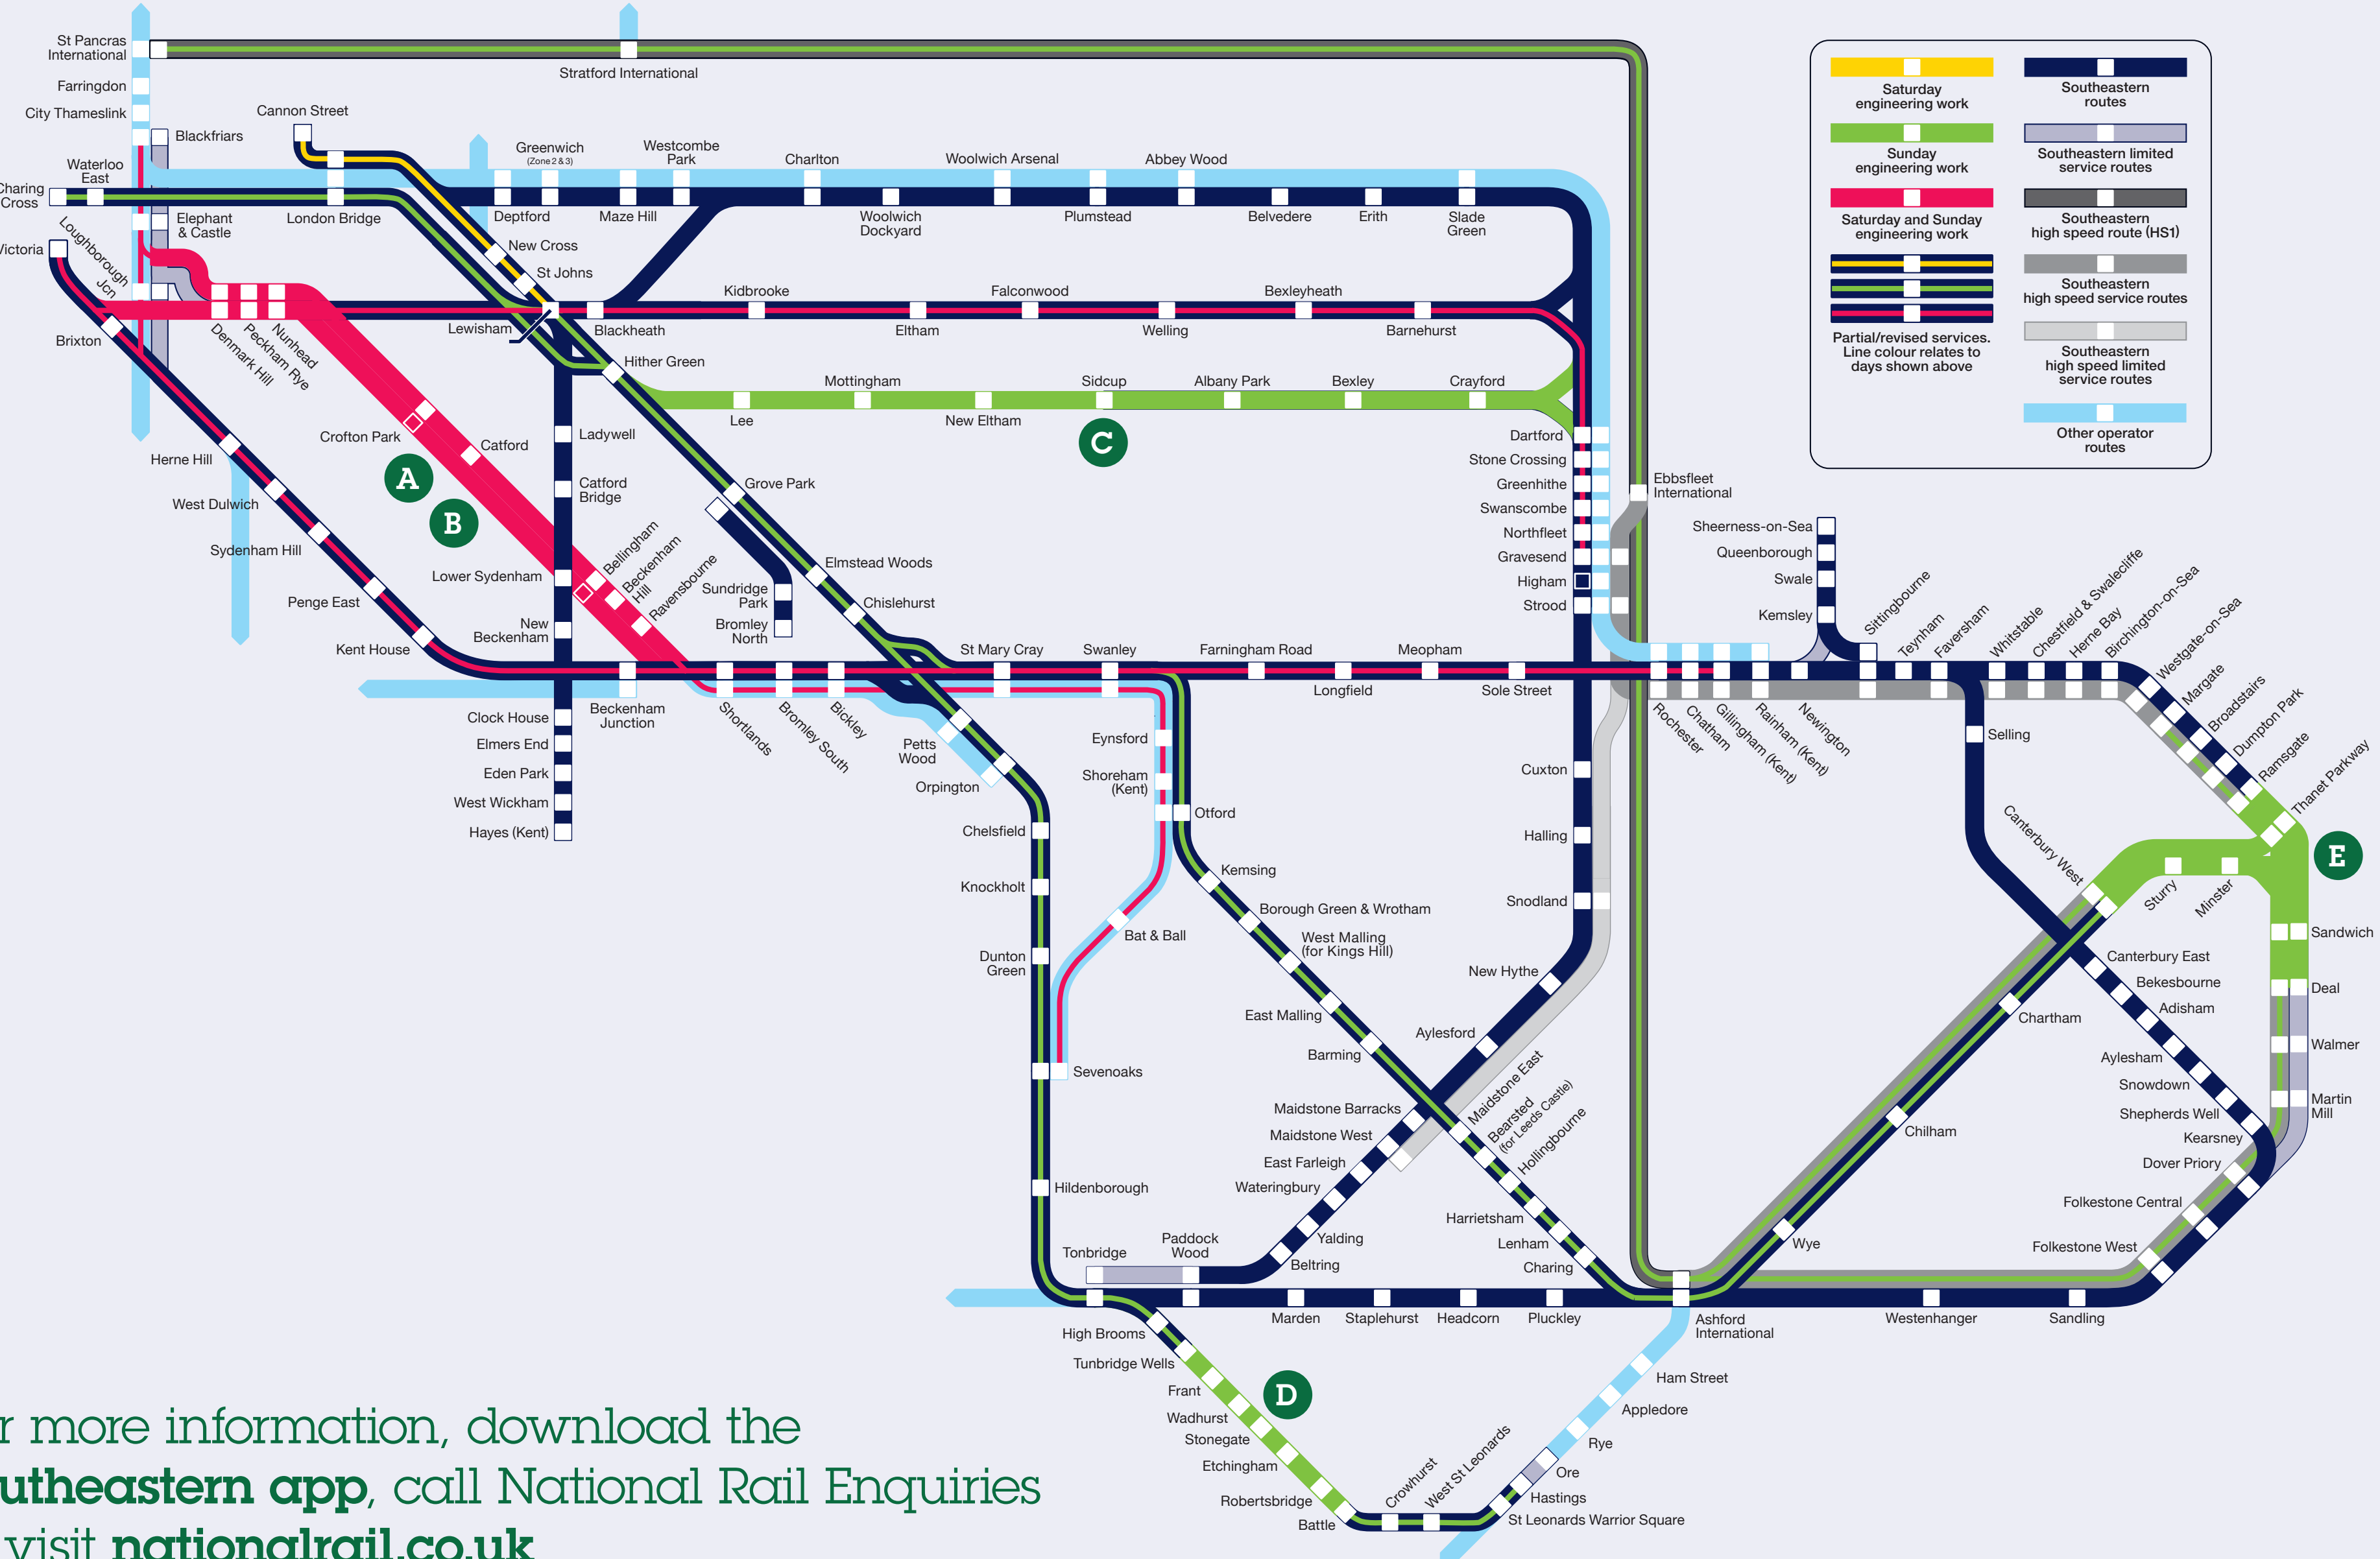 St Pancras
International
Stratford International
Farringdon
City Thameslink
Cannon Street
Blackfriars
Waterloo
East
Charing
Cross
Elephant
& Castle
London Bridge
Victoria
Loughborough
Jcn
Greenwich
(Zone 2 & 3)
Westcombe
Park
Charlton
Woolwich Arsenal
Abbey Wood
Deptford
Maze Hill
Woolwich
Dockyard
Plumstead
Belvedere
Erith
Slade
Green
New Cross
St Johns
Lewisham
Blackheath
Kidbrooke
Eltham
Falconwood
Welling
Bexleyheath
Barnehurst
Brixton
Denmark Hill
Peckham Rye
Nunhead
Hither Green
Lee
Mottingham
New Eltham
Sidcup
Albany Park
Bexley
Crayford
C
Crofton Park
Catford
A
B
Ladywell
Catford
Bridge
Herne Hill
West Dulwich
Sydenham Hill
Penge East
Kent House
Lower Sydenham
New
Beckenham
Bellingham
Beckenham
Hill
Ravensbourne
Grove Park
Sundridge
Park
Bromley
North
Elmstead Woods
Chislehurst
Dartford
Stone Crossing
Greenhithe
Swanscombe
Northfleet
Gravesend
Higham
Strood
Ebbsfleet
International
Sheerness-on-Sea
Queenborough
Swale
Kemsley
Sittingbourne
Teynham
Faversham
Whitstable
Chestfield & Swalecliffe
Herne Bay
Birchington-on-Sea
Westgate-on-Sea
Margate
Broadstairs
Dumpton Park
Ramsgate
Thanet Parkway
St Mary Cray
Swanley
Farningham Road
Longfield
Meopham
Sole Street
Rochester
Chatham
Gillingham (Kent)
Rainham (Kent)
Newington
Clock House
Elmers End
Eden Park
West Wickham
Hayes (Kent)
Beckenham
Junction
Shortlands
Bromley South
Bickley
Petts
Wood
Orpington
Eynsford
Shoreham
(Kent)
Otford
Chelsfield
Knockholt
Dunton
Green
Bat & Ball
Sevenoaks
Hildenborough
Kemsing
Borough Green & Wrotham
West Malling
(for Kings Hill)
East Malling
Barming
Cuxton
Halling
Snodland
New Hythe
Aylesford
Maidstone Barracks
Maidstone West
East Farleigh
Wateringbury
Yalding
Beltring
Maidstone East
Bearsted
(for Leeds Castle)
Hollingbourne
Harrietsham
Lenham
Charing
Selling
Canterbury West
Sturry
Minster
E
Sandwich
Deal
Walmer
Martin
Mill
Canterbury East
Bekesbourne
Adisham
Aylesham
Snowdown
Shepherds Well
Kearsney
Dover Priory
Folkestone Central
Folkestone West
Chartham
Chilham
Wye
Tonbridge
Paddock
Wood
Marden
Staplehurst
Headcorn
Pluckley
Ashford
International
Westenhanger
Sandling
High Brooms
Tunbridge Wells
Frant
Wadhurst
Stonegate
Etchingham
Robertsbridge
Battle
D
Crowhurst
West St Leonards
St Leonards Warrior Square
Hastings
Ore
Rye
Appledore
Ham Street
Saturday
engineering work
Sunday
engineering work
Saturday and Sunday
engineering work
Partial/revised services.
Line colour relates to
days shown above
Southeastern
routes
Southeastern limited
service routes
Southeastern
high speed route (HS1)
Southeastern
high speed service routes
Southeastern
high speed limited
service routes
Other operator
routes
r more information, download the
utheastern app, call National Rail Enquiries
visit nationalrail.co.uk